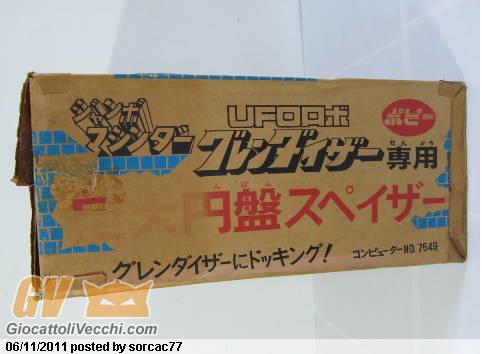 ジャンボ
マシンダー
UFOロボ
グレンダイザー
せんよう
専用
ポピー
んばん
巨大円盤スペイザー
グレンダイザーにドッキング!
コンピューターNO.7549
GV
GiocattoliVecchi.com
06/11/2011 posted by sorcac77